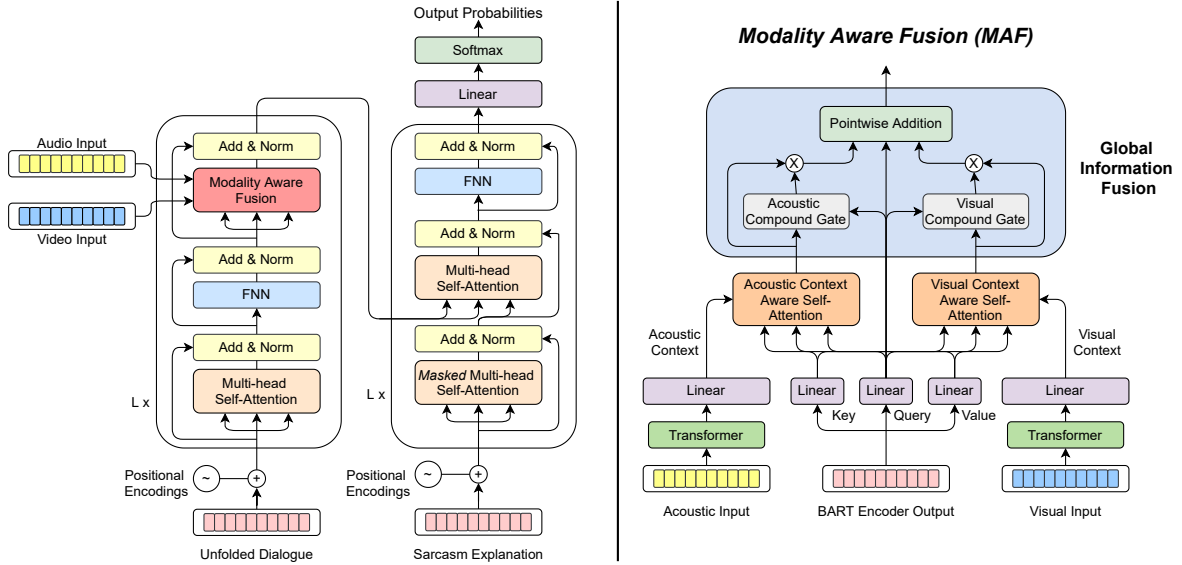 Output Probabilities
Softmax
Linear
Audio Input
Video Input
Add & Norm
Modality Aware
Fusion
Add & Norm
FNN
Add & Norm
Multi-head
Self-Attention
L x
Positional
Encodings
~
+
Unfolded Dialogue
Add & Norm
FNN
Add & Norm
Multi-head
Self-Attention
Add & Norm
Masked Multi-head
Self-Attention
L x
Positional
Encodings
~
+
Sarcasm Explanation
Modality Aware Fusion (MAF)
Pointwise Addition
Global
Information
Fusion
X
X
Acoustic
Compound Gate
Visual
Compound Gate
Acoustic Context
Aware Self-
Attention
Visual Context
Aware Self-
Attention
Acoustic
Context
Visual
Context
Linear
Linear
Linear
Linear
Linear
Key
Query
Value
Transformer
Transformer
Acoustic Input
BART Encoder Output
Visual Input